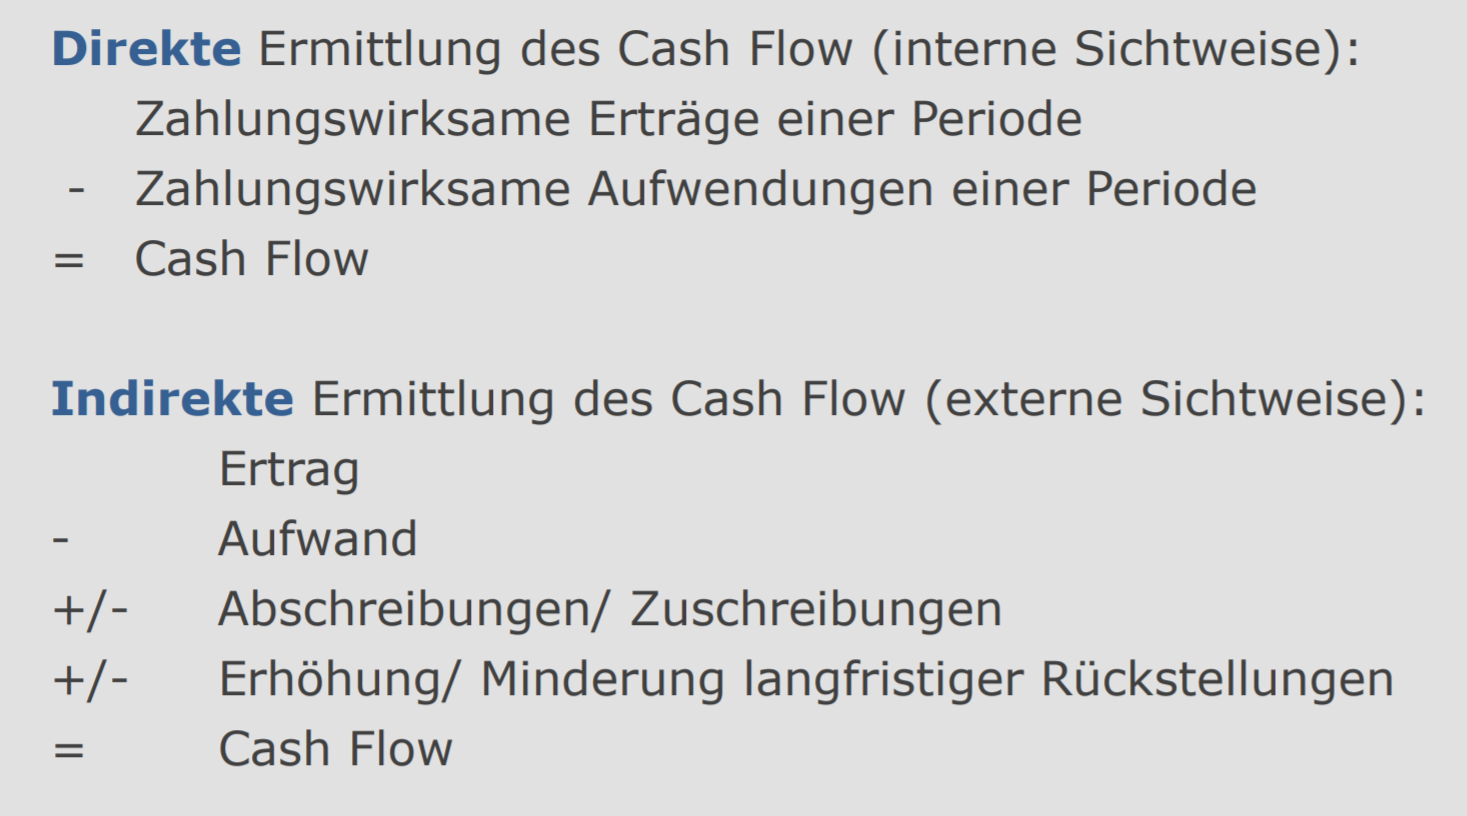 Direkte Ermittlung des Cash Flow (interne Sichtweise):
Zahlungswirksame Erträge einer Periode
- Zahlungswirksame Aufwendungen einer Periode
= Cash Flow
Indirekte Ermittlung des Cash Flow (externe Sichtweise):
Ertrag
- Aufwand
+/- Abschreibungen/ Zuschreibungen
+/- Erhöhung/ Minderung langfristiger Rückstellungen
= Cash Flow